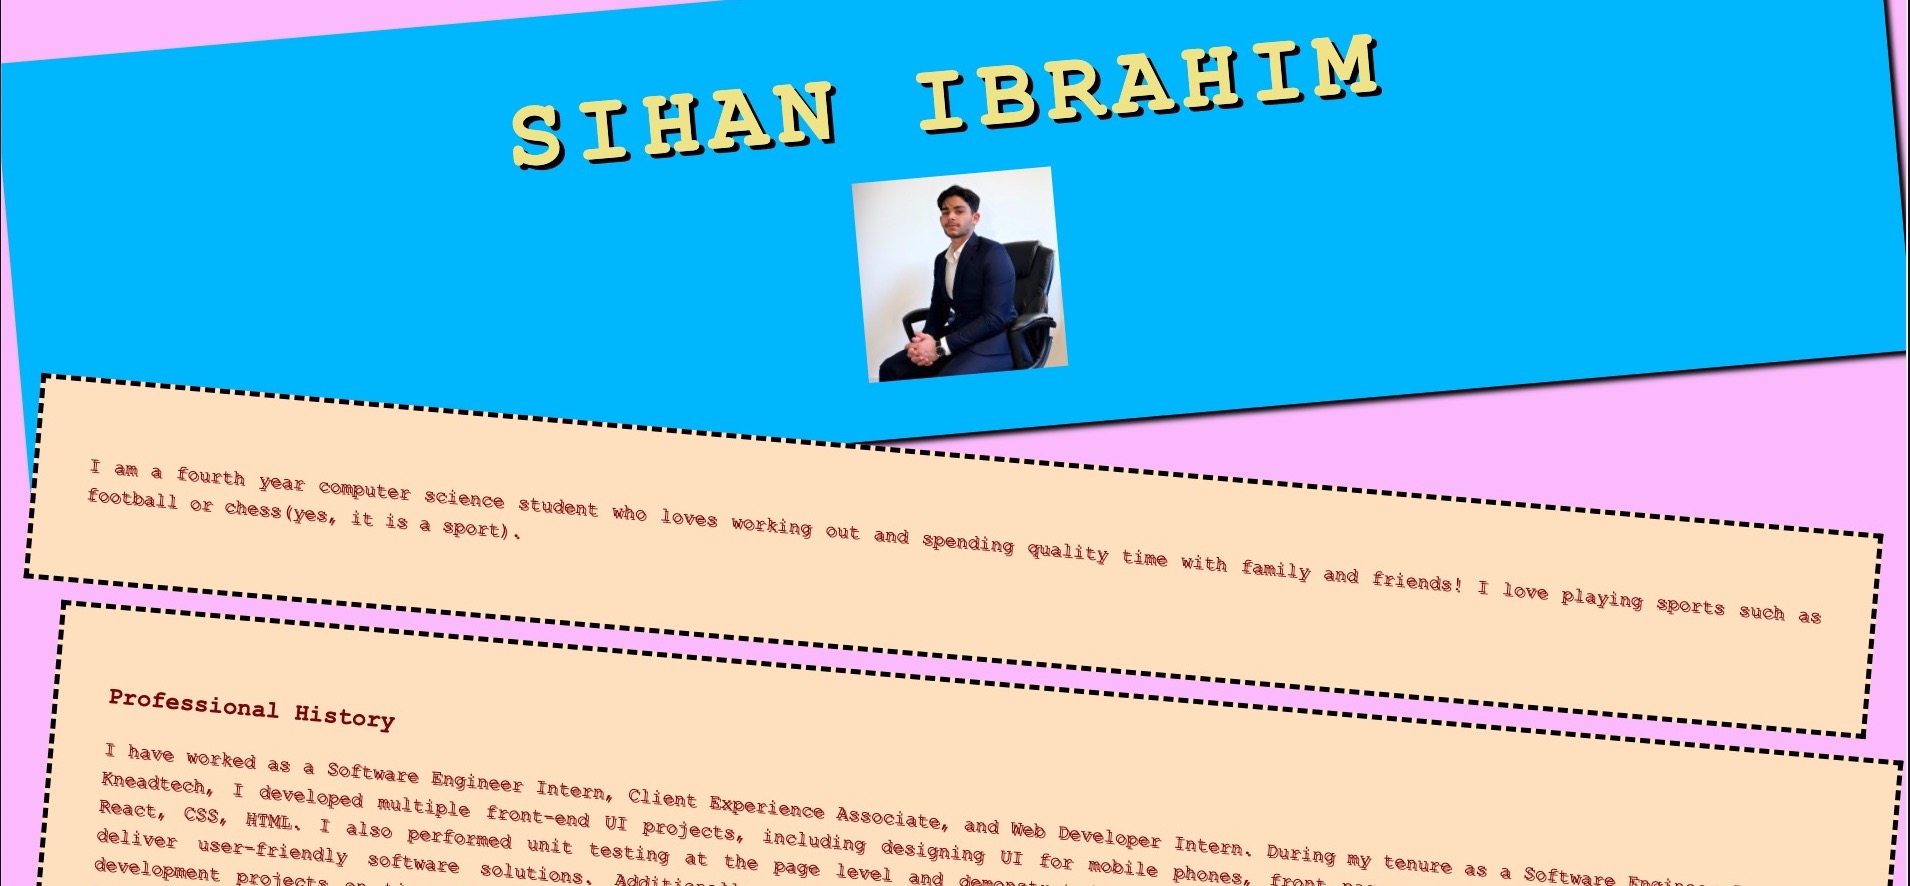 SIHAN IBRAHIM
I am a fourth year computer science student who loves working out and spending quality time with family and friends! I love playing sports such as
football or chess(yes, it is a sport).
Professional History
I have worked as a Software Engineer Intern, Client Experience Associate, and Web Developer Intern. During my tenure as a Software
Kneadtech, I developed multiple front-end UI projects, including designing UI for mobile phones, front
React, CSS, HTML. I also performed unit testing at the page level and
deliver user-friendly software solutions.
development projects